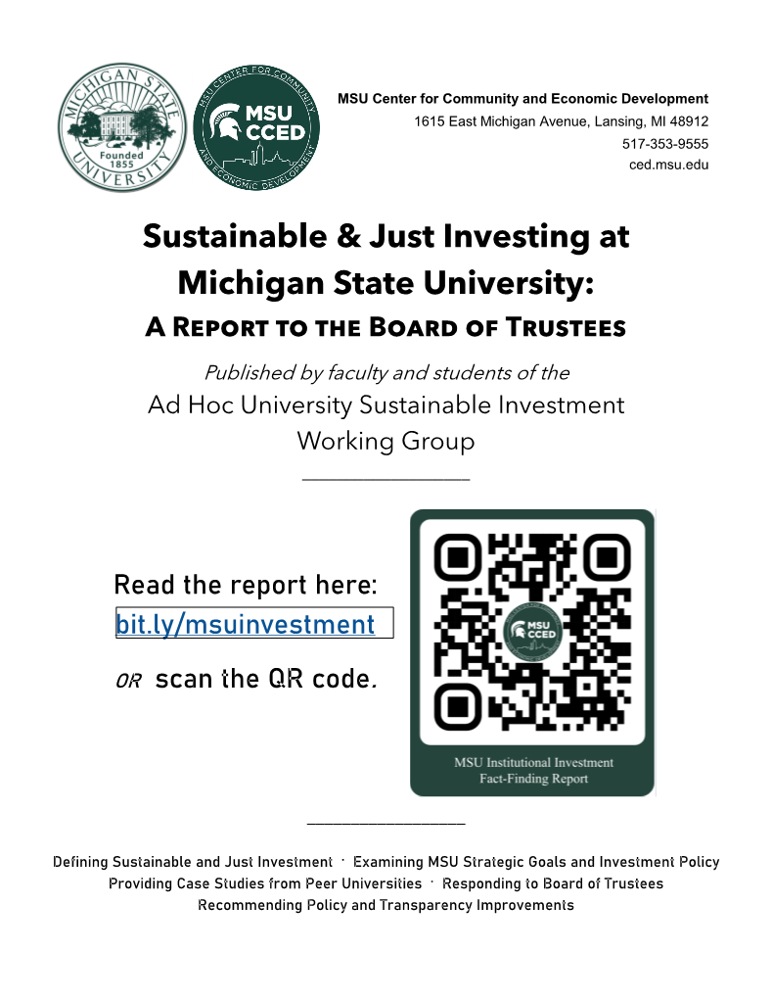 MICHIGAN STATE UNIVERSITY
Founded
1855
MSU CENTER FOR COMMUNITY
MSU
CCED
AND ECONOMIC DEVELOPMENT
MSU Center for Community and Economic Development
1615 East Michigan Avenue, Lansing, MI 48912
517-353-9555
ced.msu.edu
Sustainable & Just Investing at
Michigan State University:
A REPORT TO THE BOARD OF TRUSTEES
Published by faculty and students of the
Ad Hoc University Sustainable Investment
Working Group
Read the report here:
bit.ly/msuinvestment
OR scan the QR code.
MSU
CCED
MSU Institutional Investment
Fact-Finding Report
Defining Sustainable and Just Investment · Examining MSU Strategic Goals and Investment Policy
Providing Case Studies from Peer Universities · Responding to Board of Trustees
Recommending Policy and Transparency Improvements